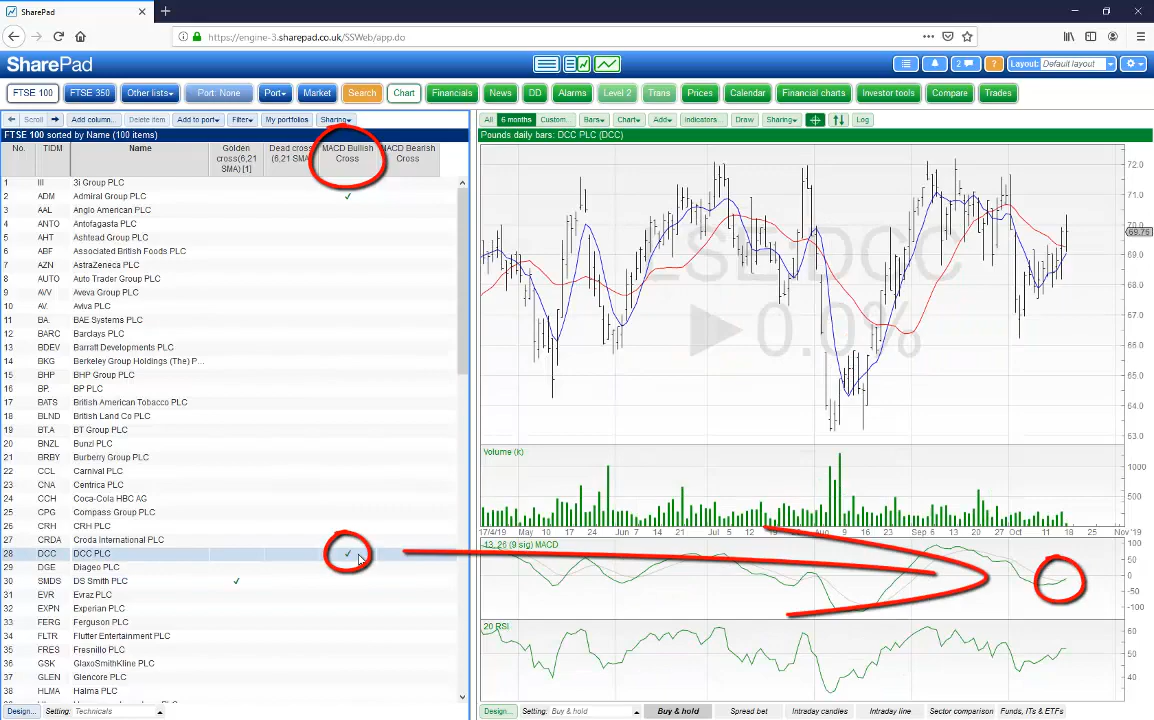 SharePad
https://engine-3.sharepad.co.uk/SSWeb/app.do
SharePad
2
?
Layout: Default layout
FTSE 100
FTSE 350
Other lists
Port: None
Port
Market
Search
Chart
Financials
News
DD
Alarms
Level 2
Trans
Prices
Calendar
Financial charts
Investor tools
Compare
Trades
Scroll
Add column...
Delete item
Add to port
Filter
My portfolios
Sharing
All
6 months
Custom...
Bars
Chart
Add
Indicators...
Draw
Sharing
Log
FTSE 100 sorted by Name (100 items)
Pounds daily bars: DCC PLC (DCC)
No. TIDM Name Golden cross(6,21 SMA) [1] Dead cross (6,21 SMA) MACD Bullish Cross MACD Bearish Cross
1 III 3i Group PLC
2 ADM Admiral Group PLC ✓
3 AAL Anglo American PLC
4 ANTO Antofagasta PLC
5 AHT Ashtead Group PLC
6 ABF Associated British Foods PLC
7 AZN AstraZeneca PLC
8 AUTO Auto Trader Group PLC
9 AVV Aveva Group PLC
10 AV. Aviva PLC
11 BA. BAE Systems PLC
12 BARC Barclays PLC
13 BDEV Barratt Developments PLC
14 BKG Berkeley Group Holdings (The) P...
15 BHP BHP Group PLC
16 BP. BP PLC
17 BATS British American Tobacco PLC
18 BLND British Land Co PLC
19 BT.A BT Group PLC
20 BNZL Bunzl PLC
21 BRBY Burberry Group PLC
22 CCL Carnival PLC
23 CNA Centrica PLC
24 CCH Coca-Cola HBC AG
25 CPG Compass Group PLC
26 CRH CRH PLC
27 CRDA Croda International PLC
28 DCC DCC PLC ✓
29 DGE Diageo PLC
30 SMDS DS Smith PLC ✓
31 EVR Evraz PLC
32 EXPN Experian PLC
33 FERG Ferguson PLC
34 FLTR Flutter Entertainment PLC
35 FRES Fresnillo PLC
36 GSK GlaxoSmithKline PLC
37 GLEN Glencore PLC
38 HLMA Halma PLC
Design... Setting: Technicals
DCC
0.0%
72.0
71.0
70.0
69.75
69.0
68.0
67.0
66.0
65.0
64.0
63.0
Volume (k)
1000
500
17/4/19 May 17 24 Jun 7 14 24 Jul 9 16 23 Aug 9 16 Sep 9 16 23 Oct 11 18 25 Nov '19
13, 26 (9 sig) MACD
100
50
0
-50
-100
20 RSI
60
50
40
Design...
Setting: Buy & hold
Buy & hold
Spread bet
Intraday candles
Intraday line
Sector comparison
Funds, ITs & ETFs